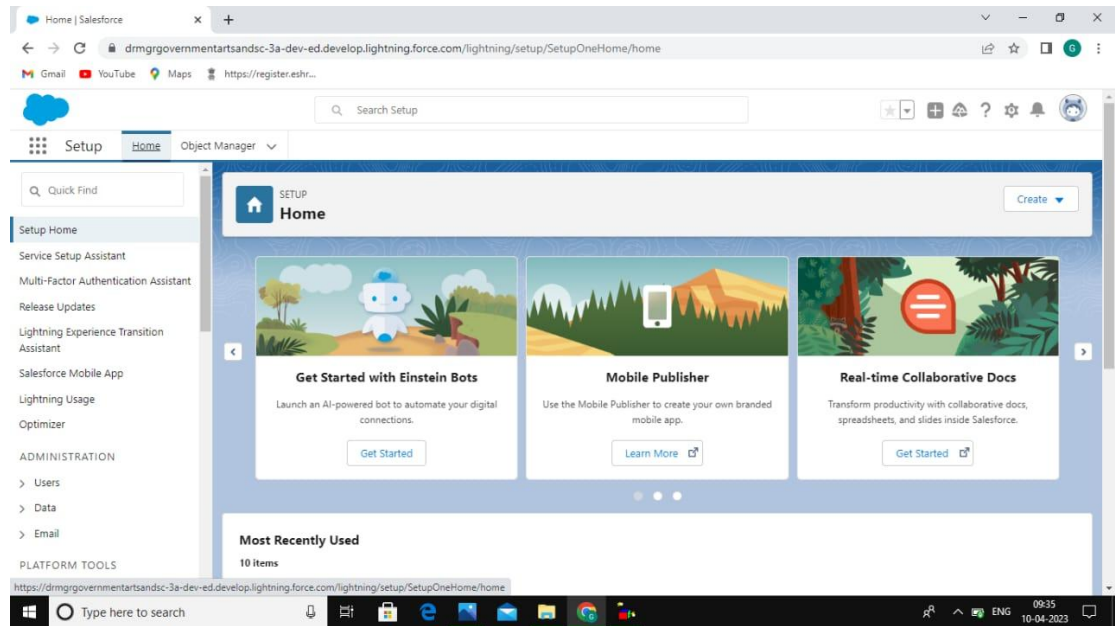 Home | Salesforce
drmgrgovernmentartsandsc-3a-dev-ed.develop.lightning.force.com/lightning/setup/SetupOneHome/home
G
Gmail
YouTube
Maps
https://register.eshr...
Search Setup
Setup
Home
Object Manager
Quick Find
Setup Home
Service Setup Assistant
Multi-Factor Authentication Assistant
Release Updates
Lightning Experience Transition
Assistant
Salesforce Mobile App
Lightning Usage
Optimizer
ADMINISTRATION
Users
Data
Email
PLATFORM TOOLS
SETUP
Home
Create
Get Started with Einstein Bots
Launch an AI-powered bot to automate your digital
connections.
Get Started
Mobile Publisher
Use the Mobile Publisher to create your own branded
mobile app.
Learn More
Real-time Collaborative Docs
Transform productivity with collaborative docs,
spreadsheets, and slides inside Salesforce.
Get Started
Most Recently Used
10 items
https://drmgrgovernmentartsandsc-3a-dev-ed.develop.lightning.force.com/lightning/setup/SetupOneHome/home
Type here to search
ENG
09:35
10-04-2023